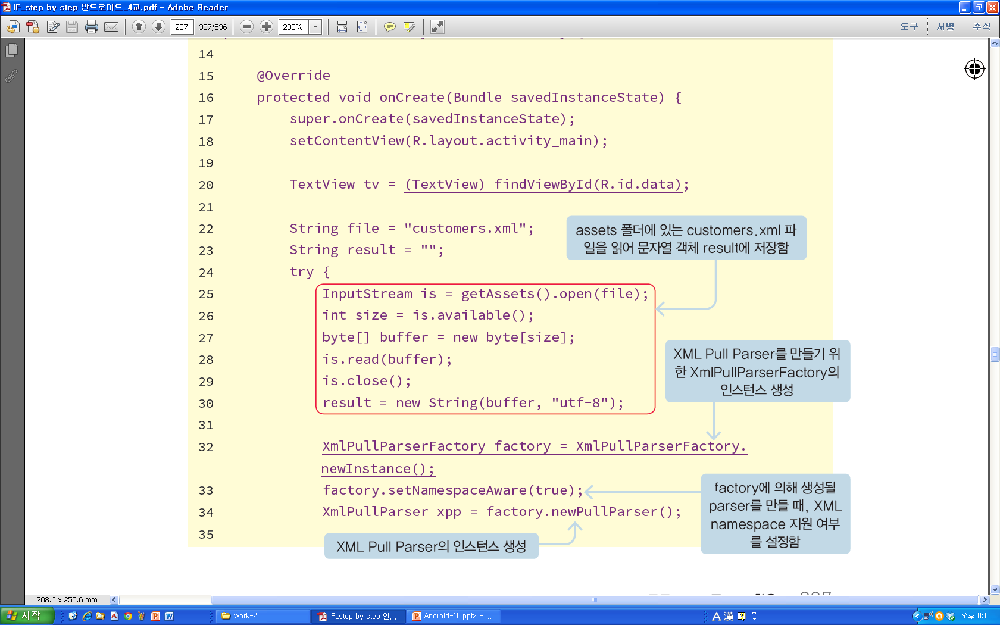 IF_step by step 안드로이드_4교.pdf - Adobe Reader
287
307/536
200%
도구
서명
주석
14
15 @Override
16 protected void onCreate(Bundle savedInstanceState) {
17 super.onCreate(savedInstanceState);
18 setContentView(R.layout.activity_main);
19
20 TextView tv = (TextView) findViewById(R.id.data);
21
22 String file = "customers.xml";
23 String result = "";
24 try {
assets 폴더에 있는 customers.xml 파
일을 읽어 문자열 객체 result에 저장함
25 InputStream is = getAssets().open(file);
26 int size = is.available();
27 byte[] buffer = new byte[size];
28 is.read(buffer);
29 is.close();
30 result = new String(buffer, "utf-8");
XML Pull Parser를 만들기 위
한 XmlPullParserFactory의
인스턴스 생성
31
32 XmlPullParserFactory factory = XmlPullParserFactory.
newInstance();
33 factory.setNamespaceAware(true);
34 XmlPullParser xpp = factory.newPullParser();
35
factory에 의해 생성될
parser를 만들 때, XML
namespace 지원 여부
를 설정함
XML Pull Parser의 인스턴스 생성
208.6 x 255.6 mm
시작
work-2
IF_step by step 안...
Android-10.pptx - ...
A 漢
오후 8:10